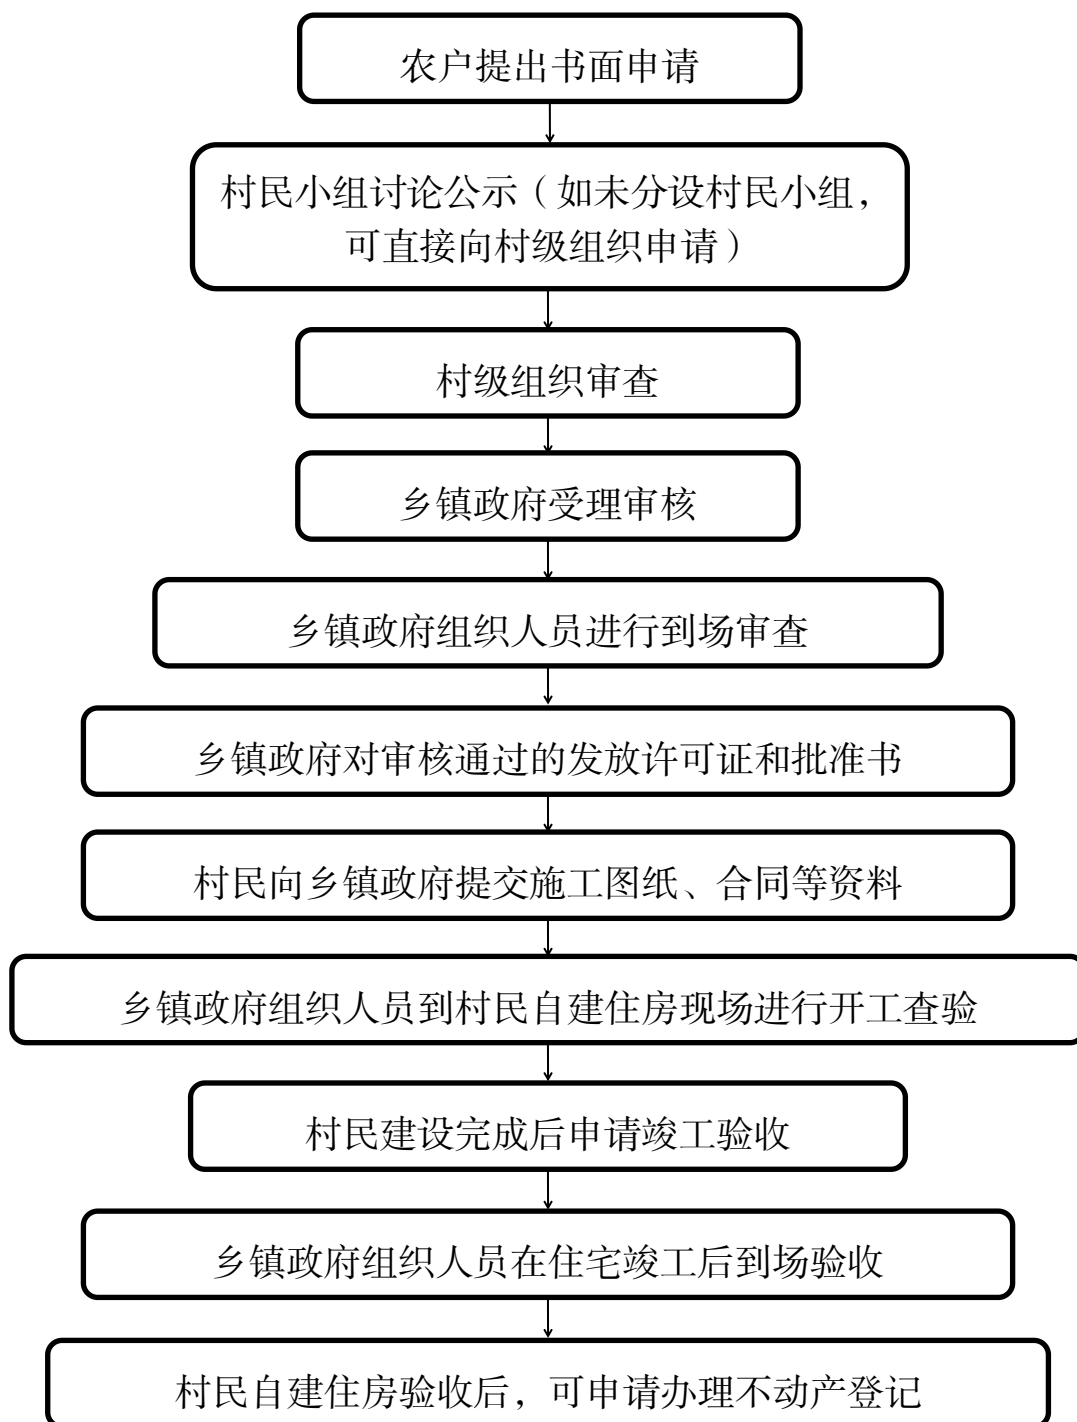 农户提出书面申请
村民小组讨论公示（如未分设村民小组，
可直接向村级组织申请）
村级组织审查
乡镇政府受理审核
乡镇政府组织人员进行到场审查
乡镇政府对审核通过的发放许可证和批准书
村民向乡镇政府提交施工图纸、合同等资料
乡镇政府组织人员到村民自建住房现场进行开工查验
村民建设完成后申请竣工验收
乡镇政府组织人员在住宅竣工后到场验收
村民自建住房验收后，可申请办理不动产登记